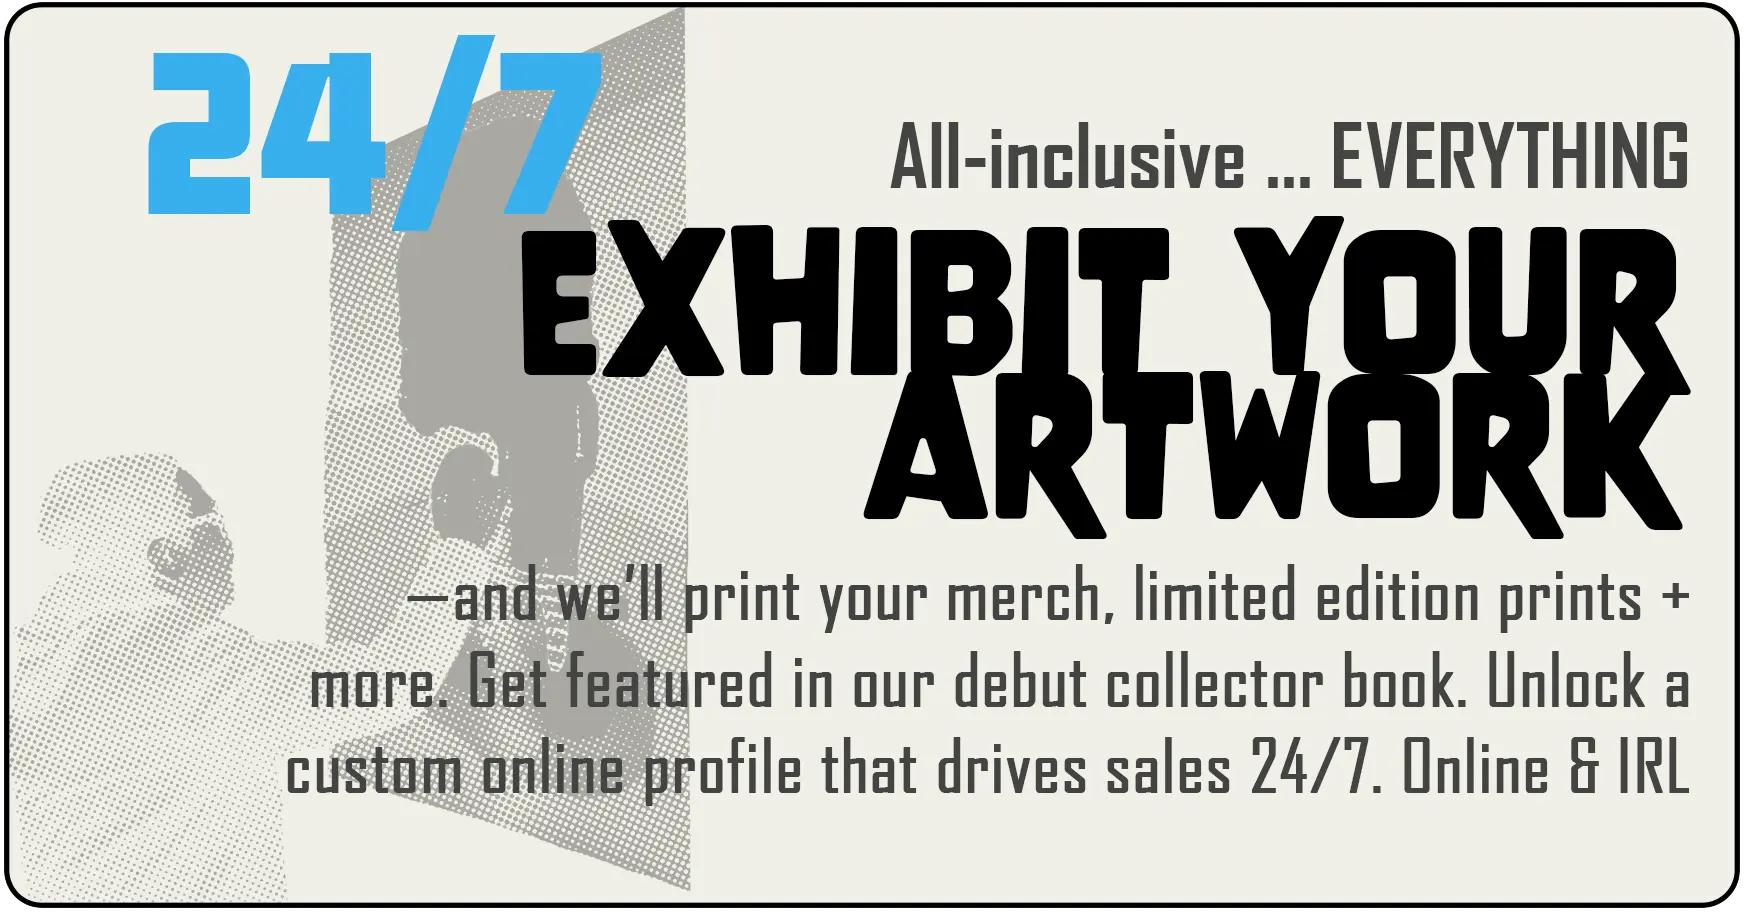 24/7
All-inclusive ... EVERYTHING
EXHIBIT YOUR
ARTWORK
—and we’ll print your merch, limited edition prints +
more. Get featured in our debut collector book. Unlock a
custom online profile that drives sales 24/7. Online & IRL